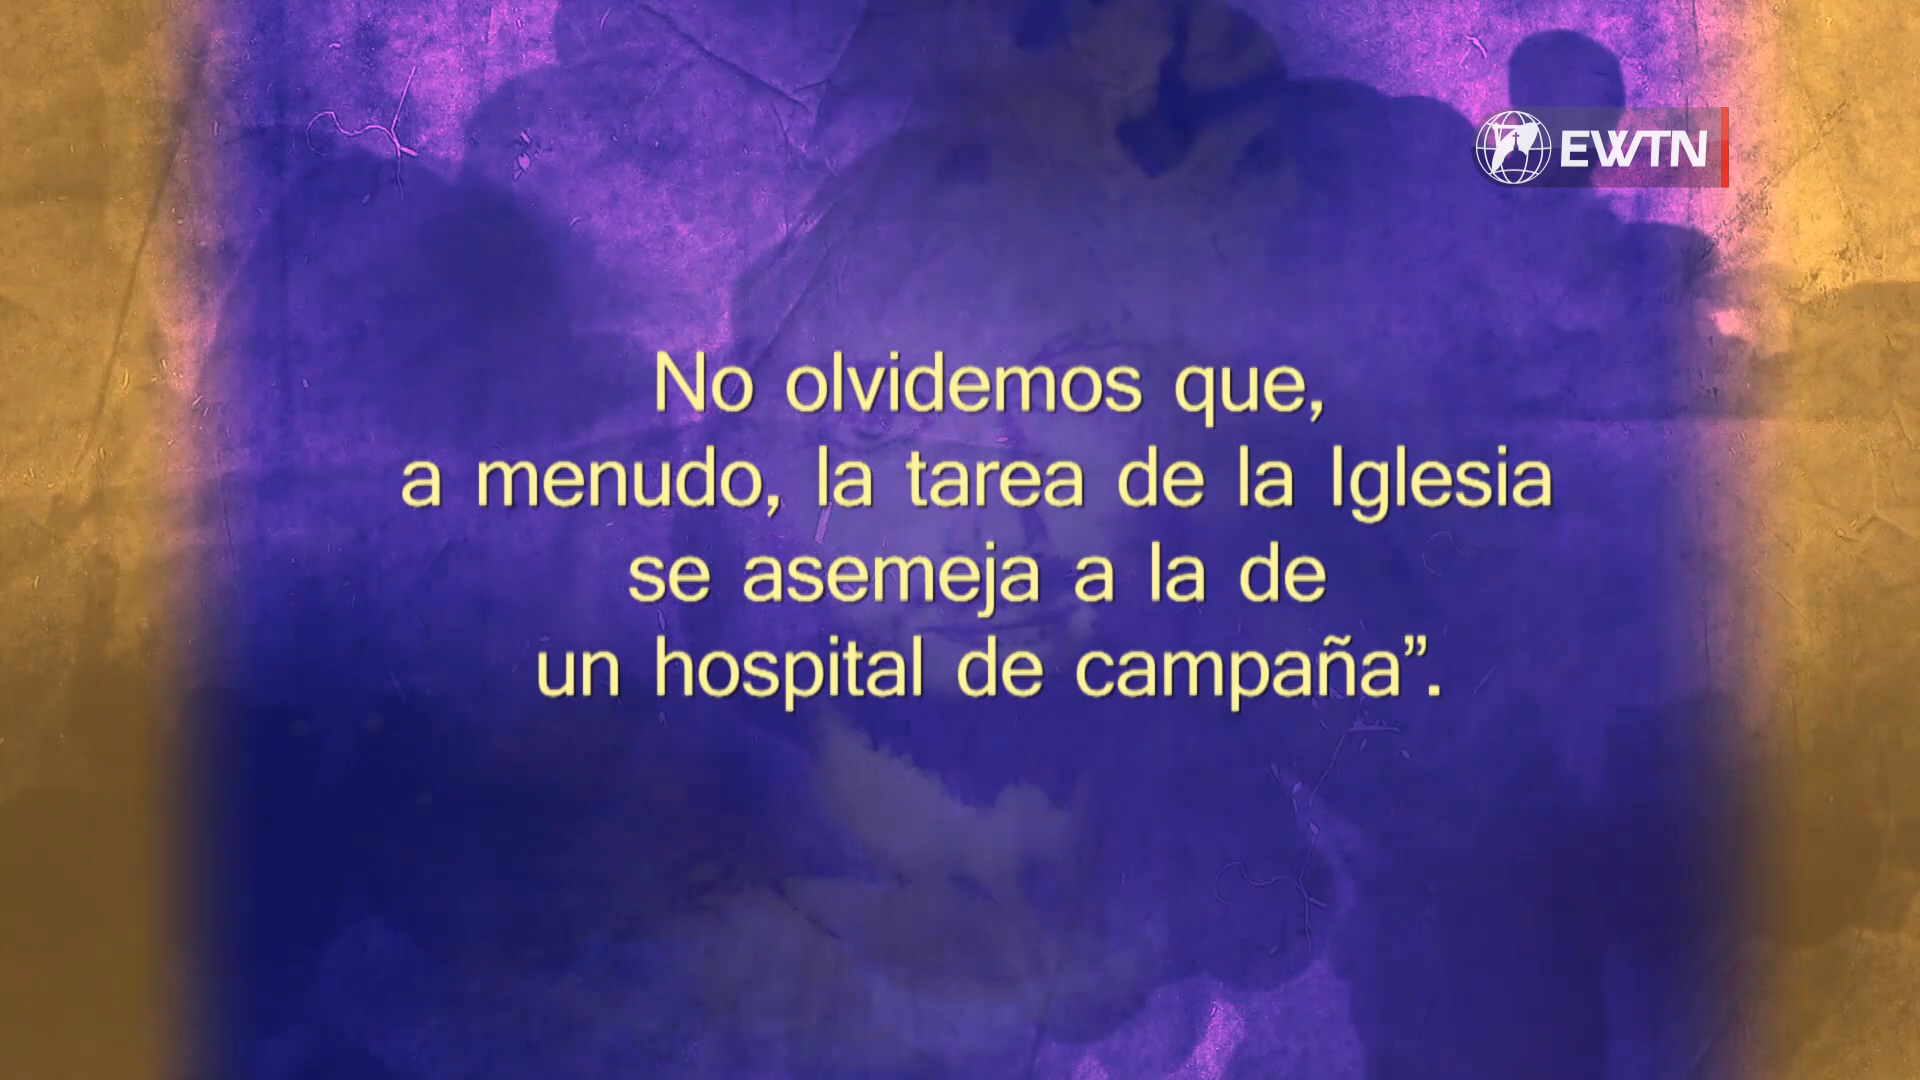 EWTN
No olvidemos que,
a menudo, la tarea de la Iglesia
se asemeja a la de
un hospital de campaña”.